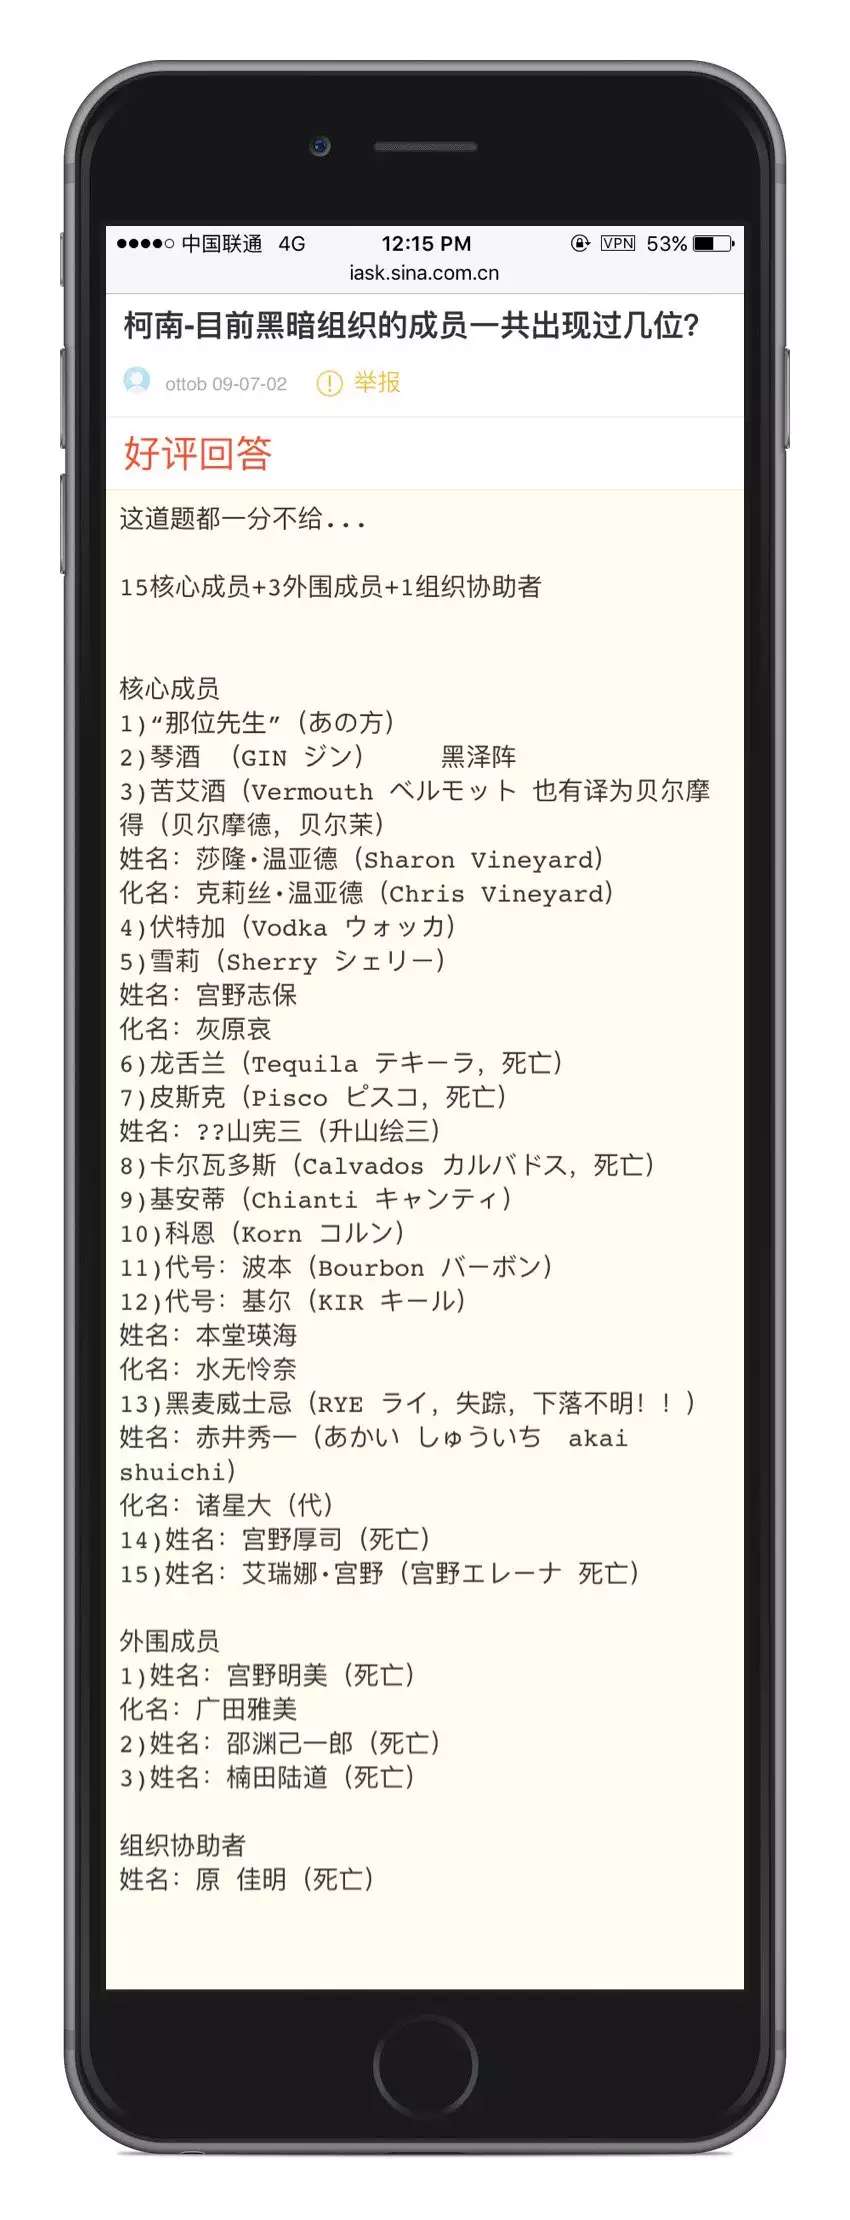 中国联通 4G 12:15 PM VPN 53%
iask.sina.com.cn
柯南-目前黑暗组织的成员一共出现过几位?
ottob 09-07-02 举报
好评回答
这道题都一分不给...
15核心成员+3外围成员+1组织协助者
核心成员
1)“那位先生”（あの方）
2)琴酒 （GIN ジン） 黑泽阵
3)苦艾酒（Vermouth ベルモット 也有译为贝尔摩
得（贝尔摩德，贝尔茉）
姓名：莎隆·温亚德（Sharon Vineyard）
化名：克莉丝·温亚德（Chris Vineyard）
4)伏特加（Vodka ウォッカ）
5)雪莉（Sherry シェリー）
姓名：宫野志保
化名：灰原哀
6)龙舌兰（Tequila テキーラ，死亡）
7)皮斯克（Pisco ピスコ，死亡）
姓名：??山宪三（升山绘三）
8)卡尔瓦多斯（Calvados カルバドス，死亡）
9)基安蒂（Chianti キャンティ）
10)科恩（Korn コルン）
11)代号：波本（Bourbon バーボン）
12)代号：基尔（KIR キール）
姓名：本堂瑛海
化名：水无怜奈
13)黑麦威士忌（RYE ライ，失踪，下落不明！！）
姓名：赤井秀一（あかい しゅういち akai
shuichi）
化名：诸星大（代）
14)姓名：宫野厚司（死亡）
15)姓名：艾瑞娜·宫野（宫野エレーナ 死亡）
外围成员
1)姓名：宫野明美（死亡）
化名：广田雅美
2)姓名：邵渊己一郎（死亡）
3)姓名：楠田陆道（死亡）
组织协助者
姓名：原 佳明（死亡）